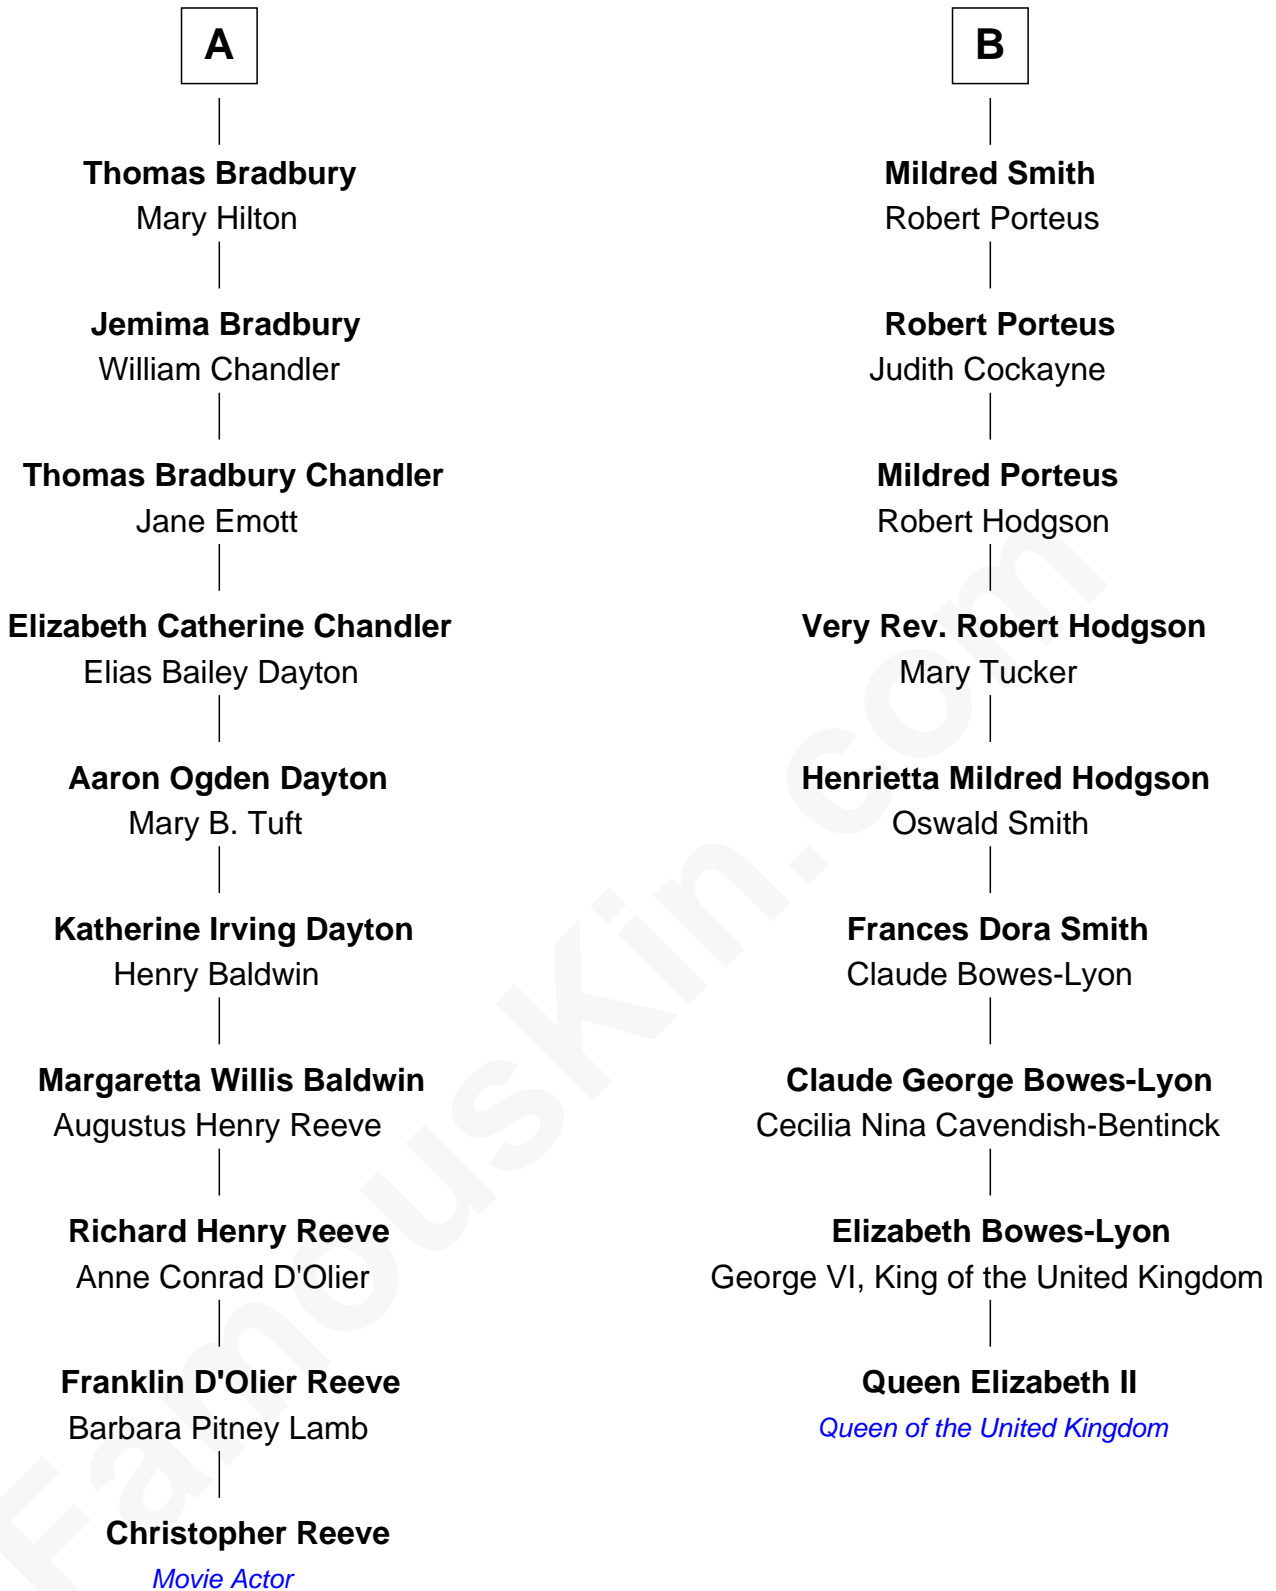 A
Thomas Bradbury
Mary Hilton
Jemima Bradbury
William Chandler
Thomas Bradbury Chandler
Jane Emott
Elizabeth Catherine Chandler
Elias Bailey Dayton
Aaron Ogden Dayton
Mary B. Tuft
Katherine Irving Dayton
Henry Baldwin
Margaretta Willis Baldwin
Augustus Henry Reeve
Richard Henry Reeve
Anne Conrad D'Olier
Franklin D'Olier Reeve
Barbara Pitney Lamb
Christopher Reeve
Movie Actor
B
Mildred Smith
Robert Porteus
Robert Porteus
Judith Cockayne
Mildred Porteus
Robert Hodgson
Very Rev. Robert Hodgson
Mary Tucker
Henrietta Mildred Hodgson
Oswald Smith
Frances Dora Smith
Claude Bowes-Lyon
Claude George Bowes-Lyon
Cecilia Nina Cavendish-Bentinck
Elizabeth Bowes-Lyon
George VI, King of the United Kingdom
Queen Elizabeth II
Queen of the United Kingdom
FamousKin.com